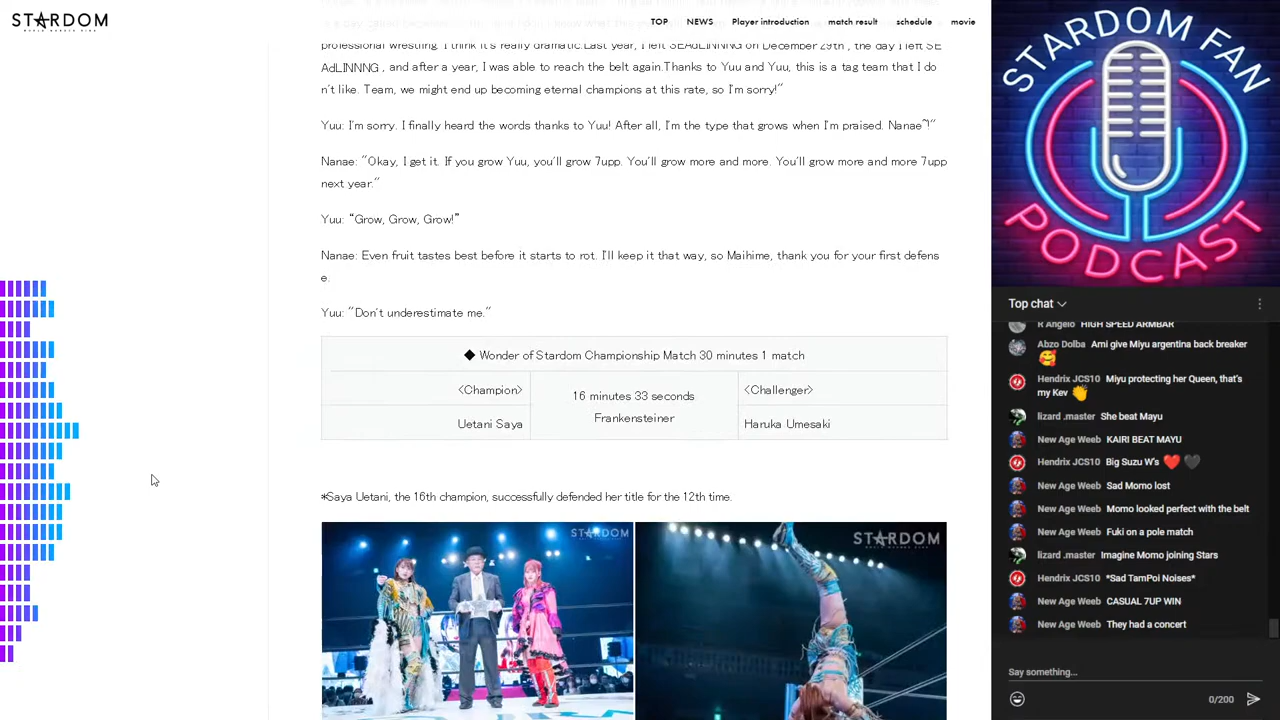 STARDOM
TOP NEWS Player introduction match result schedule movie
professional wrestling I think it's really dramatic.Last year, I left SEAdLINNNG on December 29th , the day I left SE
AdLINNNG , and after a year, I was able to reach the belt again.Thanks to Yuu and Yuu, this is a tag team that I do
n't like. Team, we might end up becoming eternal champions at this rate, so I'm sorry!"
Yuu: I'm sorry. I finally heard the words thanks to Yuu! After all, I'm the type that grows when I'm praised. Nanae~!"
Nanae: "Okay, I get it. If you grow Yuu, you'll grow 7upp. You'll grow more and more. You'll grow more and more 7upp
next year."
Yuu: "Grow, Grow, Grow!"
Nanae: Even fruit tastes best before it starts to rot. I'll keep it that way, so Maihime, thank you for your first defens
e.
Yuu: "Don't underestimate me."
◆ Wonder of Stardom Championship Match 30 minutes 1 match
<Champion>
16 minutes 33 seconds
Frankensteiner
<Challenger>
Uetani Saya
Haruka Umesaki
*Saya Uetani, the 16th champion, successfully defended her title for the 12th time.
STARDOM
STARDOM
STARDOM FAN
PODCAST
Top chat
R Angelo HIGH SPEED ARMBAR
Abzo Dolba Ami give Miyu argentina back breaker
Hendrix JCS10 Miyu protecting her Queen, that's
my Kev
lizard .master She beat Mayu
New Age Weeb KAIRI BEAT MAYU
Hendrix JCS10 Big Suzu W's
New Age Weeb Sad Momo lost
New Age Weeb Momo looked perfect with the belt
New Age Weeb Fuki on a pole match
lizard .master Imagine Momo joining Stars
Hendrix JCS10 *Sad TamPoi Noises*
New Age Weeb CASUAL 7UP WIN
New Age Weeb They had a concert
Say something...
0/200